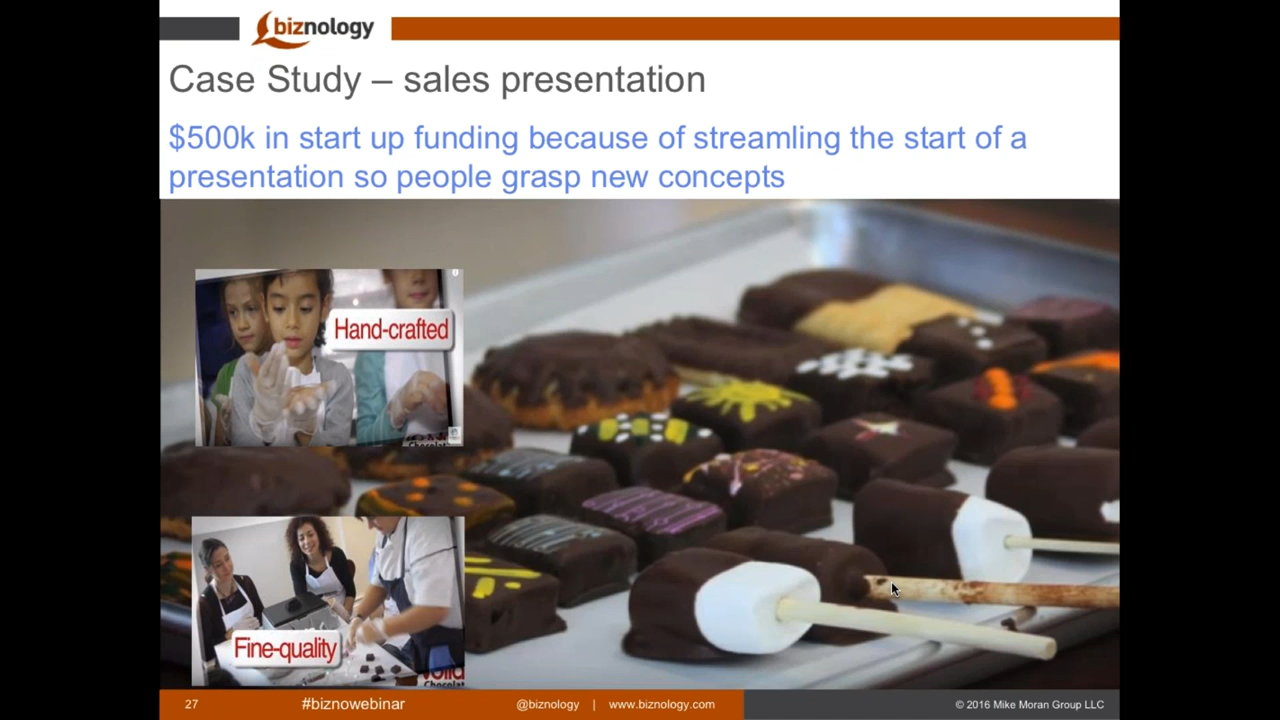 biznology
Case Study – sales presentation
$500k in start up funding because of streamling the start of a
presentation so people grasp new concepts
Hand-crafted
Fine-quality
27
#biznowebinar
@biznology | www.biznology.com
© 2016 Mike Moran Group LLC